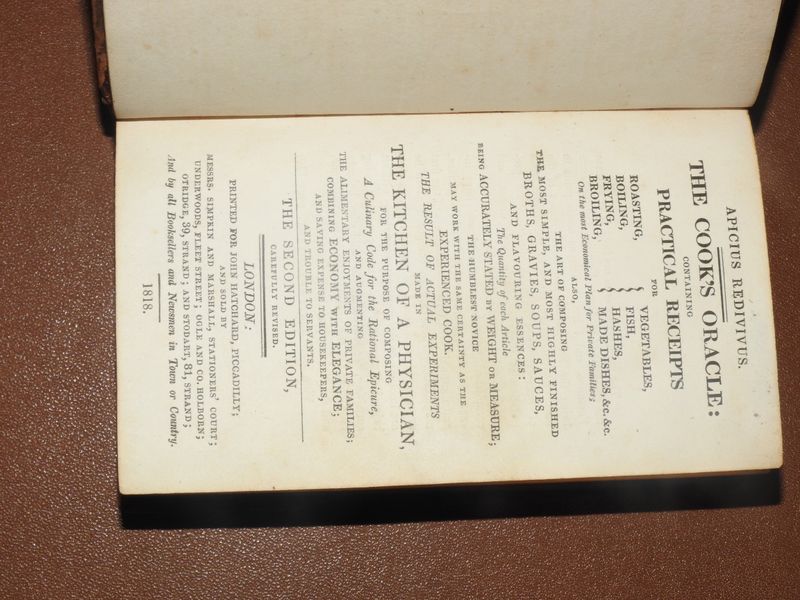 APICIUS REDIVIVUS.
THE COOK'S ORACLE:
CONTAINING
PRACTICAL RECEIPTS
FOR
ROASTING, VEGETABLES,
BOILING, FISH
FRYING, HASHES,
BROILING, MADE DISHES, &c. &c.
On the most Economical Plan for Private Families;
ALSO,
THE ART OF COMPOSING
THE MOST SIMPLE, AND MOST HIGHLY FINISHED
BROTHS, GRAVIES, SOUPS, SAUCES,
AND FLAVOURING ESSENCES:
The Quantity of each Article
BEING ACCURATELY STATED BY WEIGHT OR MEASURE;
THE HUMBLEST NOVICE
MAY WORK WITH THE SAME CERTAINTY AS THE
EXPERIENCED COOK.
THE RESULT OF ACTUAL EXPERIMENTS
MADE IN
THE KITCHEN OF A PHYSICIAN,
FOR THE PURPOSE OF COMPOSING
A Culinary Code for the Rational Epicure,
AND AUGMENTING
THE ALIMENTARY ENJOYMENTS OF PRIVATE FAMILIES;
COMBINING ECONOMY WITH ELEGANCE;
AND SAVING EXPENSE TO HOUSEKEEPERS,
AND TROUBLE TO SERVANTS.
THE SECOND EDITION,
CAREFULLY REVISED.
LONDON:
PRINTED FOR JOHN HATCHARD, PICCADILLY;
AND SOLD BY
MESSRS. SIMPKIN AND MARSHALL, STATIONERS' COURT;
UNDERWOODS, FLEET STREET; OGLE AND CO. HOLBORN;
OTRIDGE, 39, STRAND; AND STODART, 81, STRAND;
And by all Booksellers and Newsmen in Town or Country.
1818.